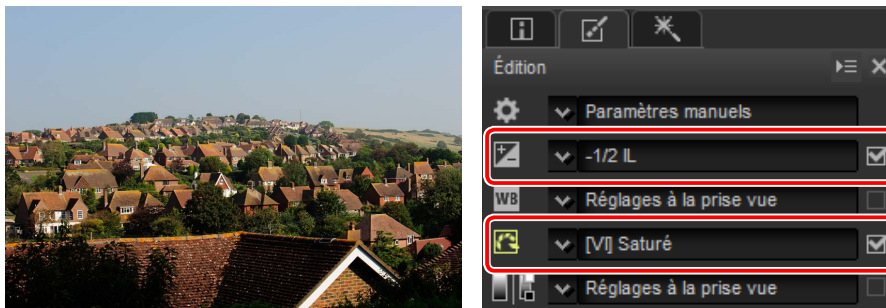 Édition
Paramètres manuels
-1/2 IL
WB Réglages à la prise vue
[VI] Saturé
Réglages à la prise vue